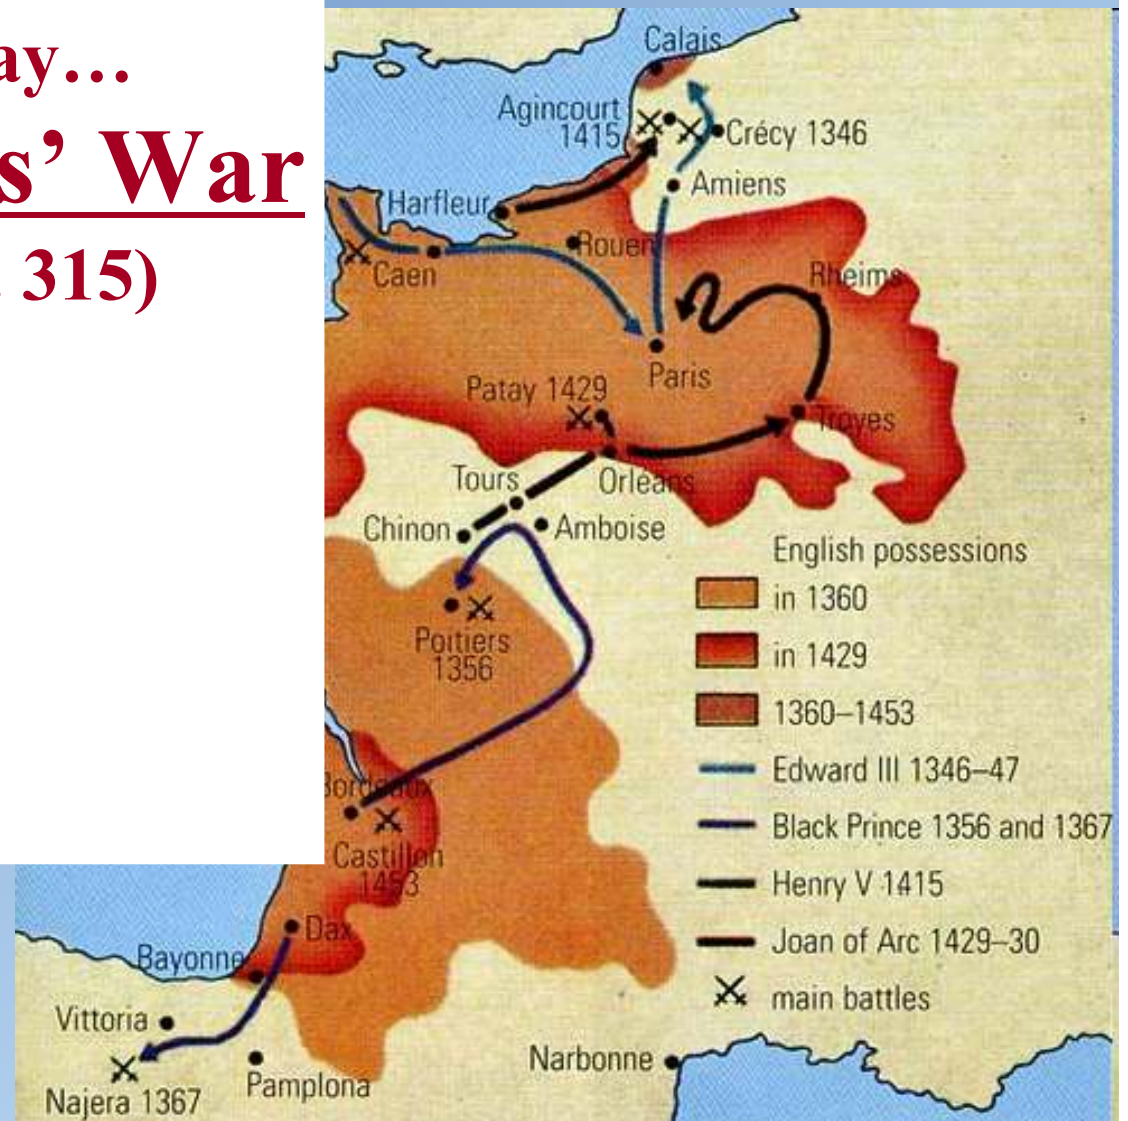 ay…
s’ War
315)
Calais
Agincourt
1415
Crécy 1346
Amiens
Harfleur
Rouen
Caen
Rheims
Paris
Patay 1429
Troyes
Tours
Orléans
Chinon
Amboise
English possessions
in 1360
in 1429
1360–1453
Edward III 1346–47
Black Prince 1356 and 1367
Henry V 1415
Joan of Arc 1429–30
main battles
Poitiers
1356
Bordeaux
Castillon
1453
Dax
Bayonne
Vittoria
Narbonne
Pamplona
Najera 1367